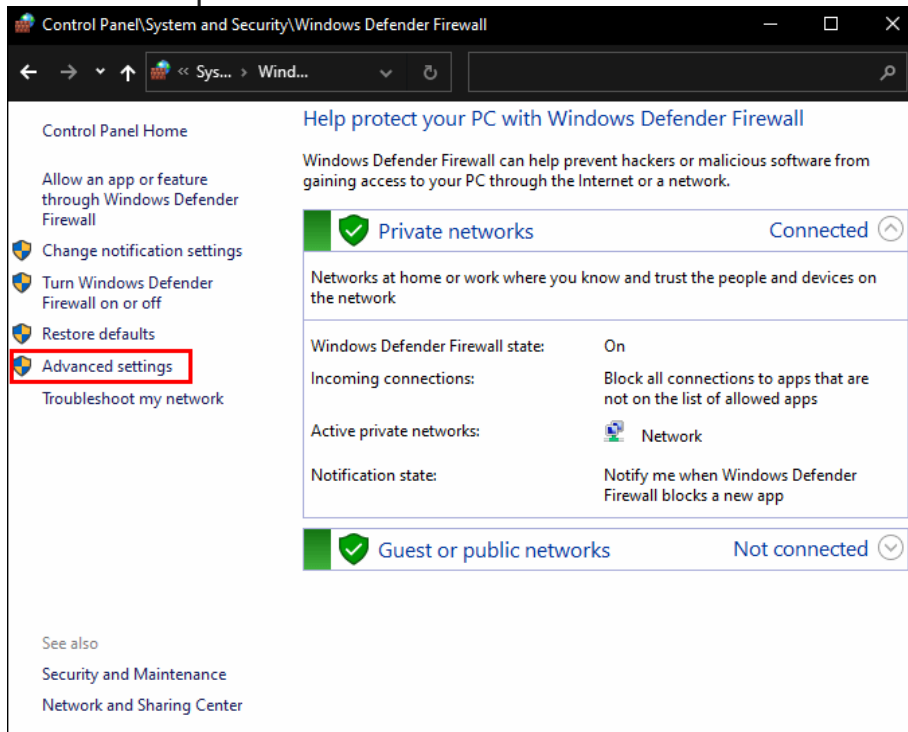 Control Panel\System and Security\Windows Defender Firewall
« Sys... › Wind...
Control Panel Home
Allow an app or feature
through Windows Defender
Firewall
Change notification settings
Turn Windows Defender
Firewall on or off
Restore defaults
Advanced settings
Troubleshoot my network
See also
Security and Maintenance
Network and Sharing Center
Help protect your PC with Windows Defender Firewall
Windows Defender Firewall can help prevent hackers or malicious software from
gaining access to your PC through the Internet or a network.
Private networks Connected
Networks at home or work where you know and trust the people and devices on
the network
Windows Defender Firewall state: On
Incoming connections: Block all connections to apps that are
not on the list of allowed apps
Active private networks: Network
Notification state: Notify me when Windows Defender
Firewall blocks a new app
Guest or public networks Not connected